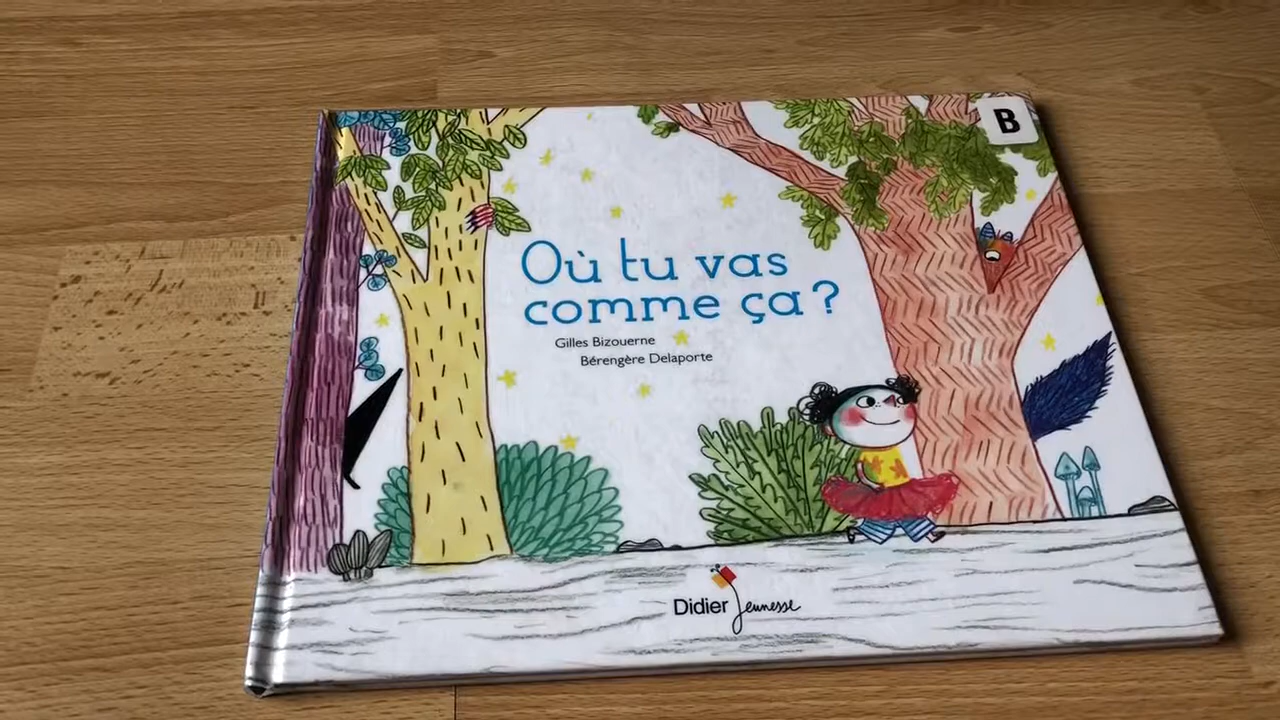 B
Où tu vas
comme ça ?
Gilles Bizouerne
Bérengère Delaporte
Didier Jeunesse